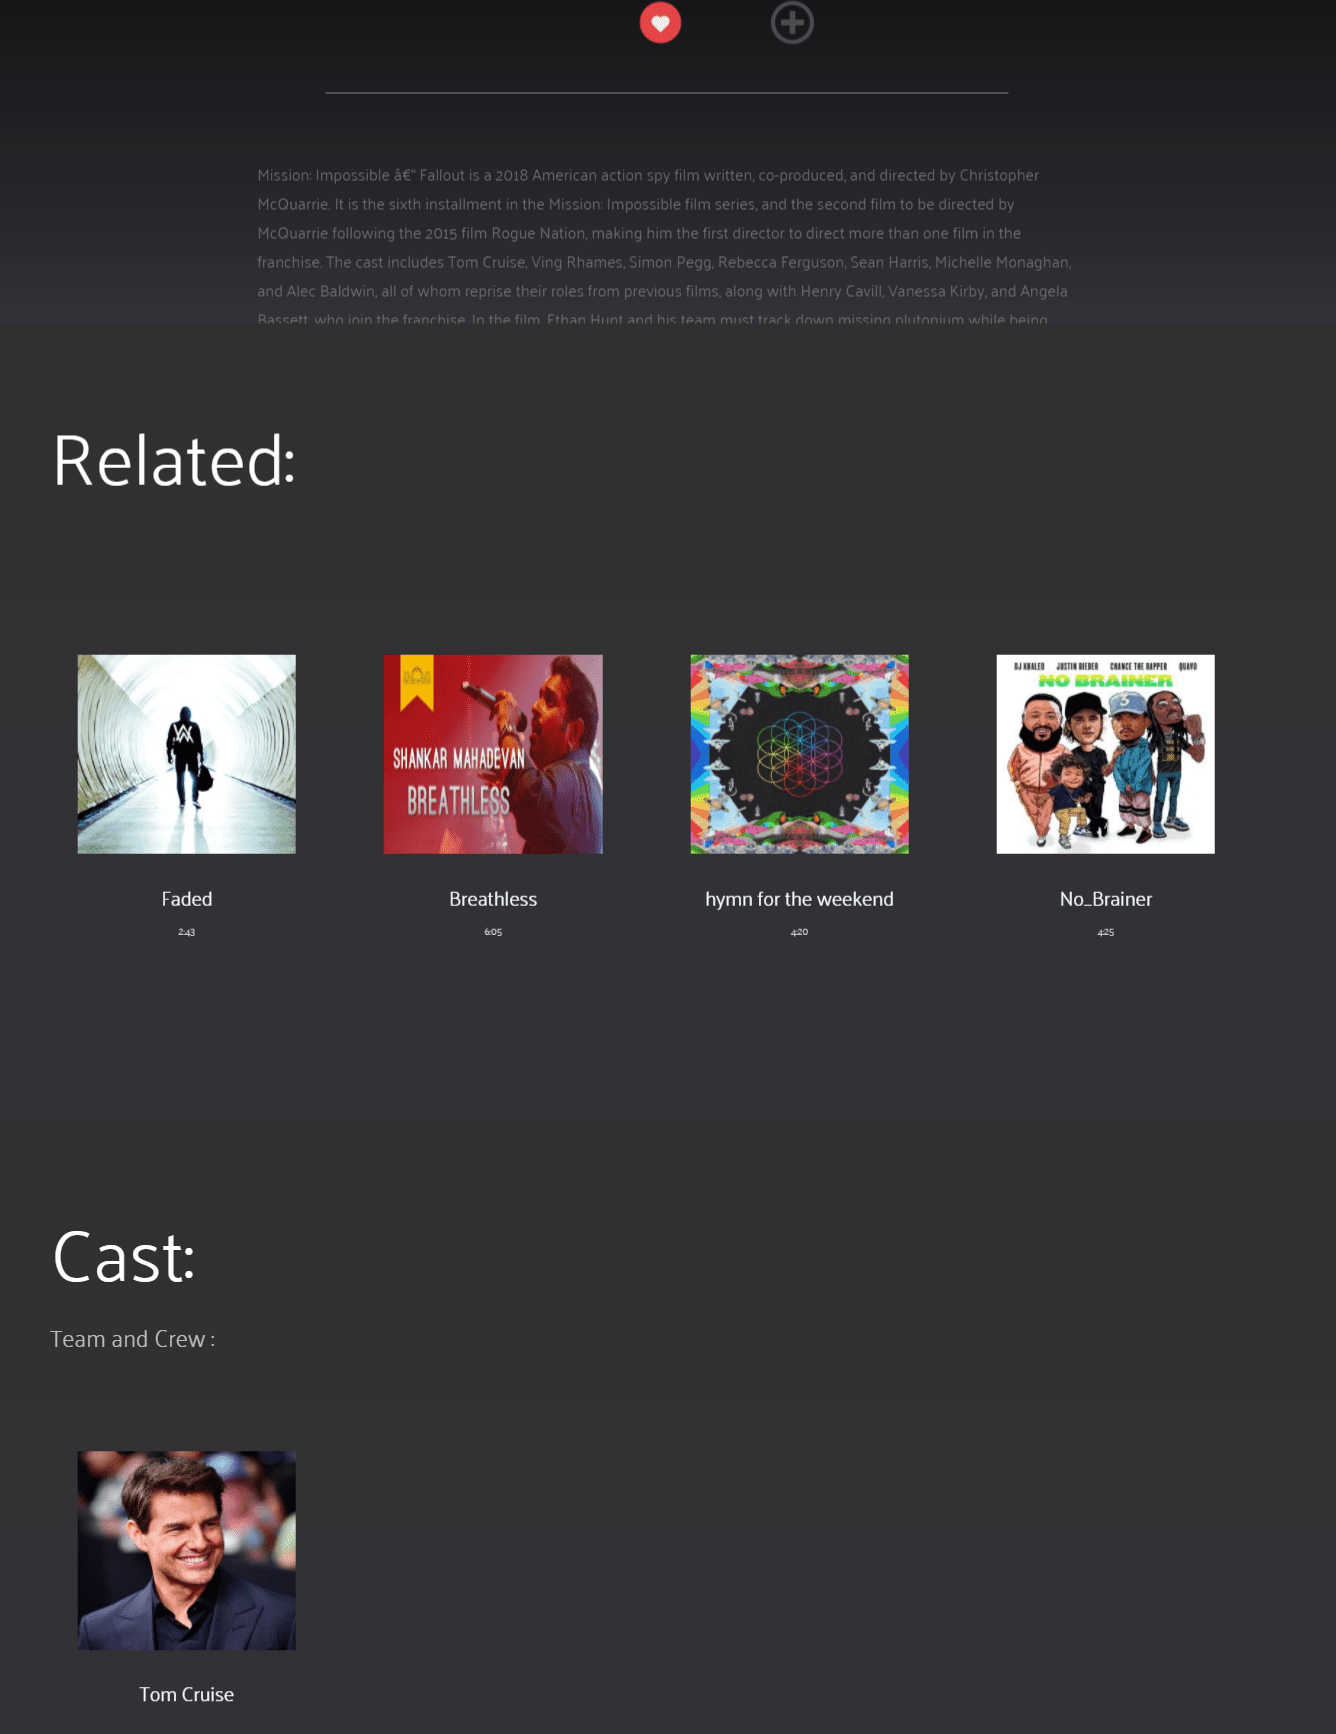 Mission: Impossible â€“ Fallout is a 2018 American action spy film written, co-produced, and directed by Christopher
McQuarrie. It is the sixth installment in the Mission: Impossible film series, and the second film to be directed by
McQuarrie following the 2015 film Rogue Nation, making him the first director to direct more than one film in the
franchise. The cast includes Tom Cruise, Ving Rhames, Simon Pegg, Rebecca Ferguson, Sean Harris, Michelle Monaghan,
and Alec Baldwin, all of whom reprise their roles from previous films, along with Henry Cavill, Vanessa Kirby, and Angela
Bassett, who join the franchise. In the film, Ethan Hunt and his team must track down missing plutonium while being
Related:
SHANKAR MAHADEVAN
BREATHLESS
DJ KHALED JUSTIN BIEBER CHANCE THE RAPPER QUAVO
NO BRAINER
3
Faded
2:43
Breathless
6:05
hymn for the weekend
4:20
No_Brainer
4:25
Cast:
Team and Crew :
Tom Cruise